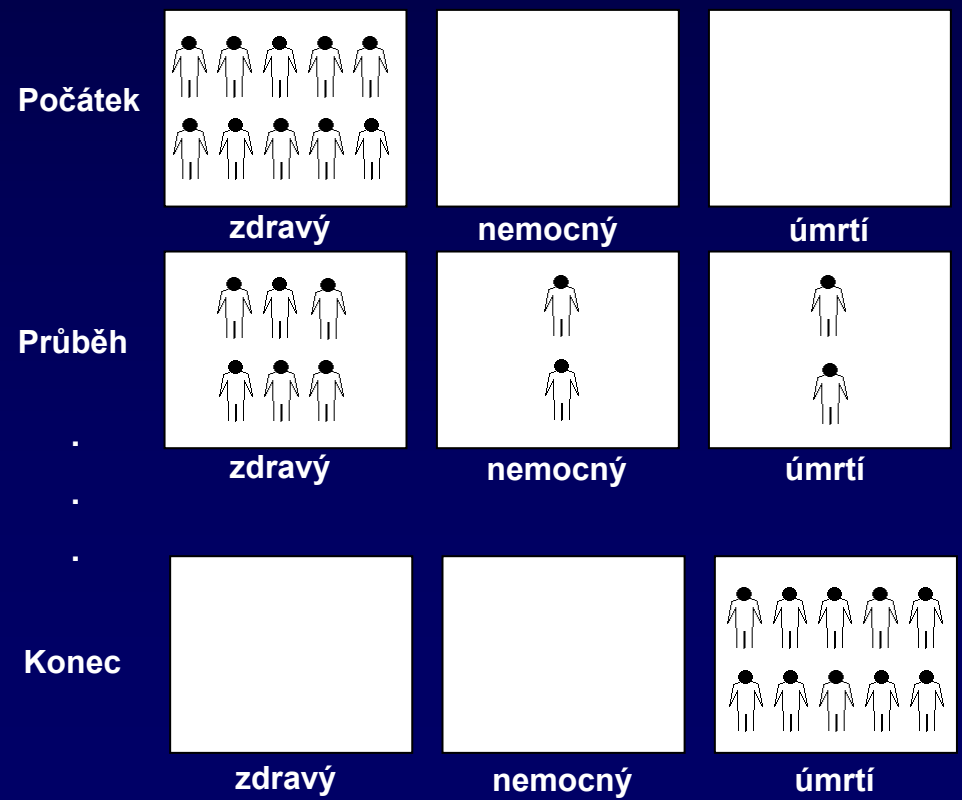 Počátek
zdravý nemocný úmrtí
Průběh
.
zdravý nemocný úmrtí
.
.
Konec
zdravý nemocný úmrtí